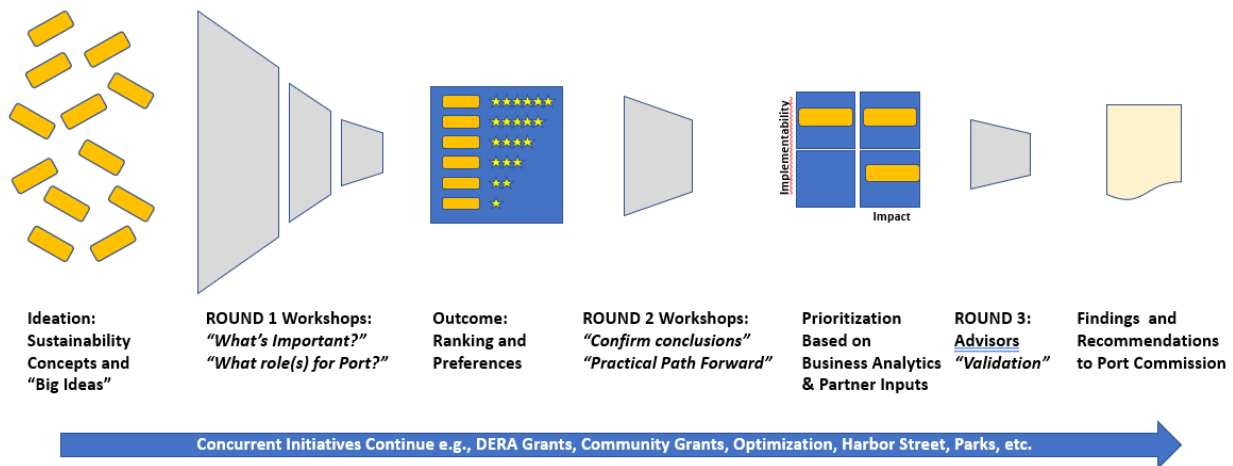 Implementability
Impact
Ideation:
Sustainability
Concepts and
“Big Ideas”
ROUND 1 Workshops:
“What’s Important?”
“What role(s) for Port?”
Outcome:
Ranking and
Preferences
ROUND 2 Workshops:
“Confirm conclusions”
“Practical Path Forward”
Prioritization
Based on
Business Analytics
& Partner Inputs
ROUND 3:
Advisors
“Validation”
Findings and
Recommendations
to Port Commission
Concurrent Initiatives Continue e.g., DERA Grants, Community Grants, Optimization, Harbor Street, Parks, etc.